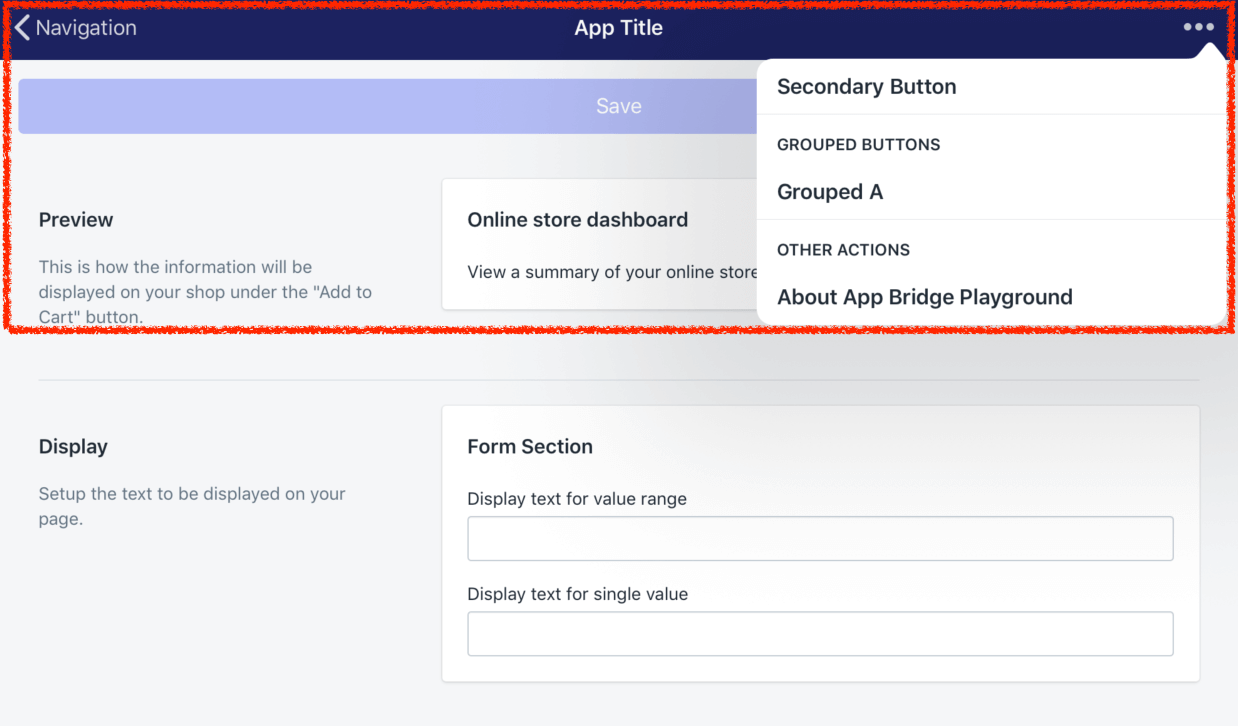 Navigation
App Title
Save
Secondary Button
GROUPED BUTTONS
Grouped A
OTHER ACTIONS
About App Bridge Playground
Preview
This is how the information will be
displayed on your shop under the "Add to
Cart" button.
Online store dashboard
View a summary of your online store
Display
Setup the text to be displayed on your
page.
Form Section
Display text for value range
Display text for single value